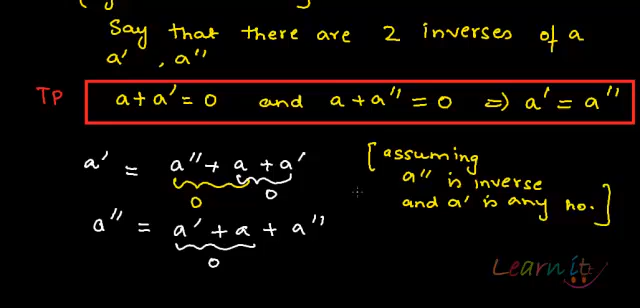 Say that there are 2 inverses of a
a', a''
TP
a + a' = 0 and a + a'' = 0 => a' = a''
a' = a'' + a + a'
0 0
[assuming
a'' is inverse
and a' is any no.]
a'' = a' + a + a''
0
Learnit